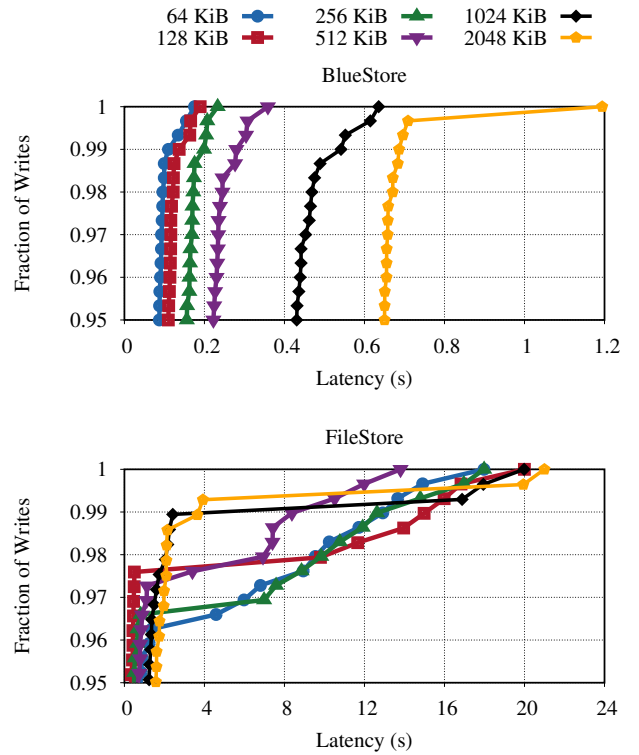 64 KiB 256 KiB 1024 KiB
128 KiB 512 KiB 2048 KiB
BlueStore
1
0.99
0.98
0.97
0.96
0.95
Fraction of Writes
0 0.2 0.4 0.6 0.8 1 1.2
Latency (s)
FileStore
1
0.99
0.98
0.97
0.96
0.95
Fraction of Writes
0 4 8 12 16 20 24
Latency (s)